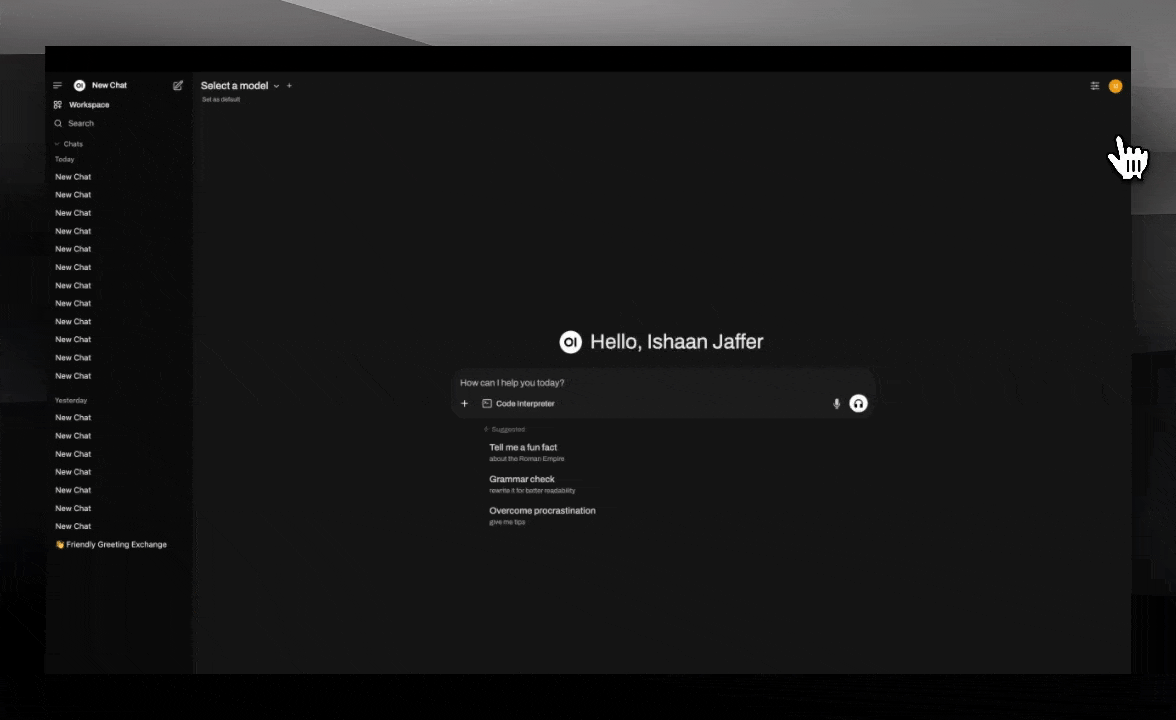 OI New Chat
Workspace
Search
Chats
Today
New Chat
New Chat
New Chat
New Chat
New Chat
New Chat
New Chat
New Chat
New Chat
New Chat
New Chat
New Chat
Yesterday
New Chat
New Chat
New Chat
New Chat
New Chat
New Chat
New Chat
👋 Friendly Greeting Exchange
Select a model
Set as default
OI Hello, Ishaan Jaffer
How can I help you today?
Code Interpreter
Suggested
Tell me a fun fact
about the Roman Empire
Grammar check
rewrite it for better readability
Overcome procrastination
give me tips